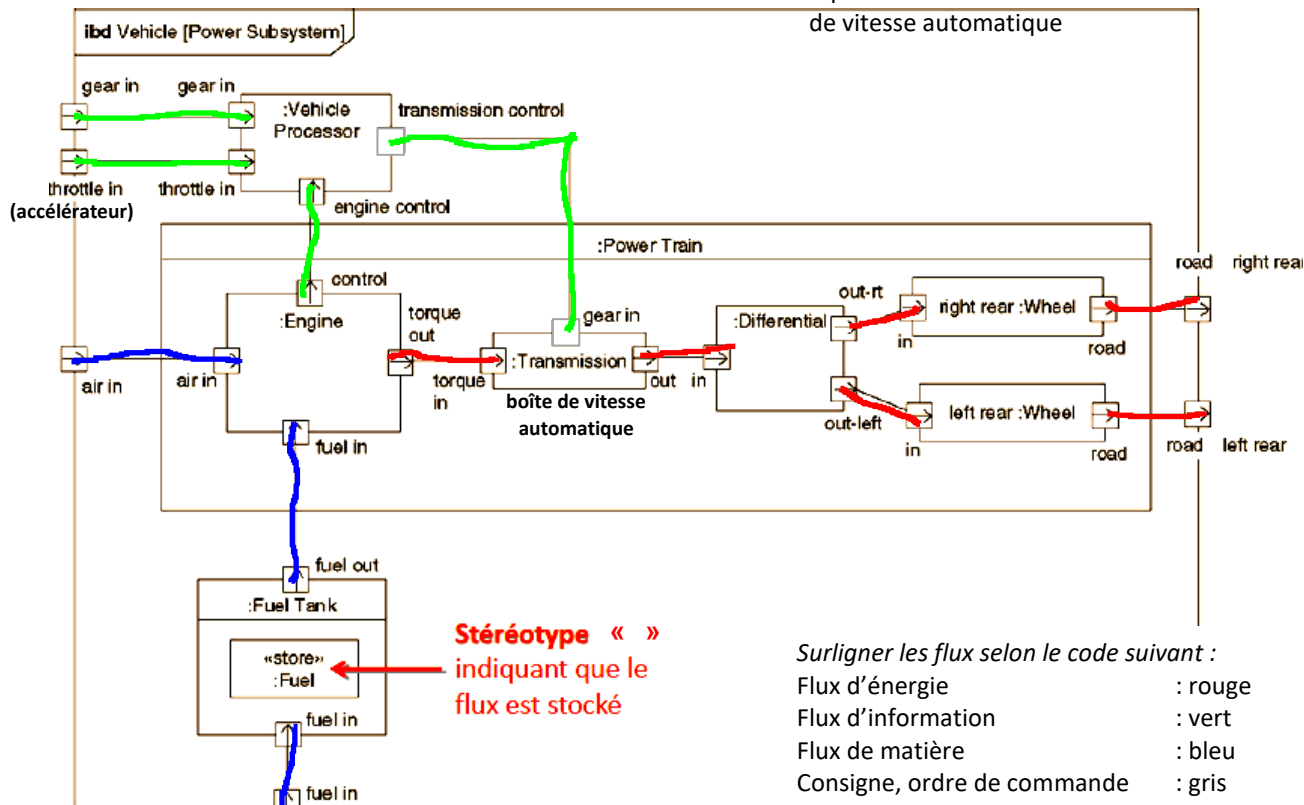 de vitesse automatique
ibd Vehicle [Power Subsystem]
gear in
gear in
:Vehicle
Processor
transmission control
throttle in
(accélérateur)
throttle in
engine control
:Power Train
control
:Engine
torque
out
gear in
:Transmission
torque
in
out
in
boîte de vitesse
automatique
:Differential
out-rt
in
right rear :Wheel
road
road
right rear
out-left
in
left rear :Wheel
road
road
left rear
air in
air in
fuel in
fuel out
:Fuel Tank
«store»
:Fuel
fuel in
fuel in
Stéréotype « »
indiquant que le
flux est stocké
Surligner les flux selon le code suivant :
Flux d’énergie : rouge
Flux d’information : vert
Flux de matière : bleu
Consigne, ordre de commande : gris